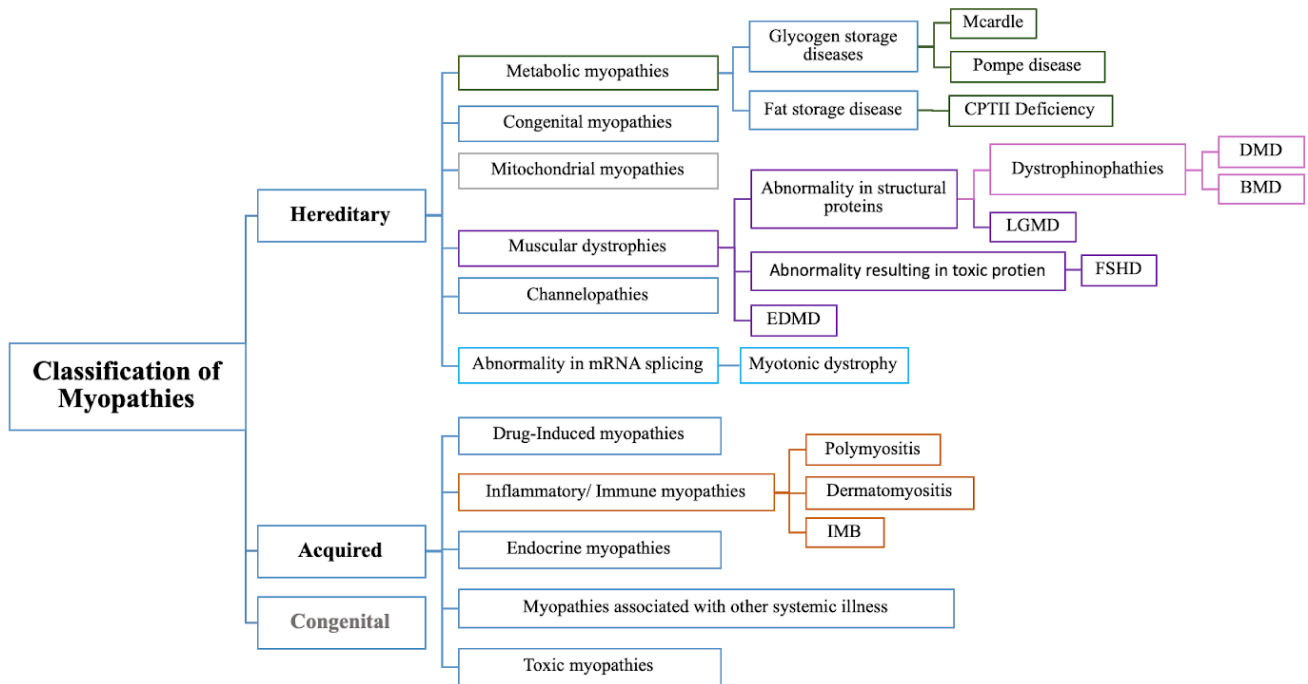 Classification of
Myopathies
Hereditary
Metabolic myopathies
Glycogen storage
diseases
Mcardle
Pompe disease
Fat storage disease
CPTII Deficiency
Congenital myopathies
Mitochondrial myopathies
Muscular dystrophies
Abnormality in structural
proteins
Dystrophinophathies
DMD
BMD
LGMD
Abnormality resulting in toxic protien
FSHD
EDMD
Channelopathies
Abnormality in mRNA splicing
Myotonic dystrophy
Acquired
Drug-Induced myopathies
Inflammatory/ Immune myopathies
Polymyositis
Dermatomyositis
IMB
Endocrine myopathies
Myopathies associated with other systemic illness
Toxic myopathies
Congenital